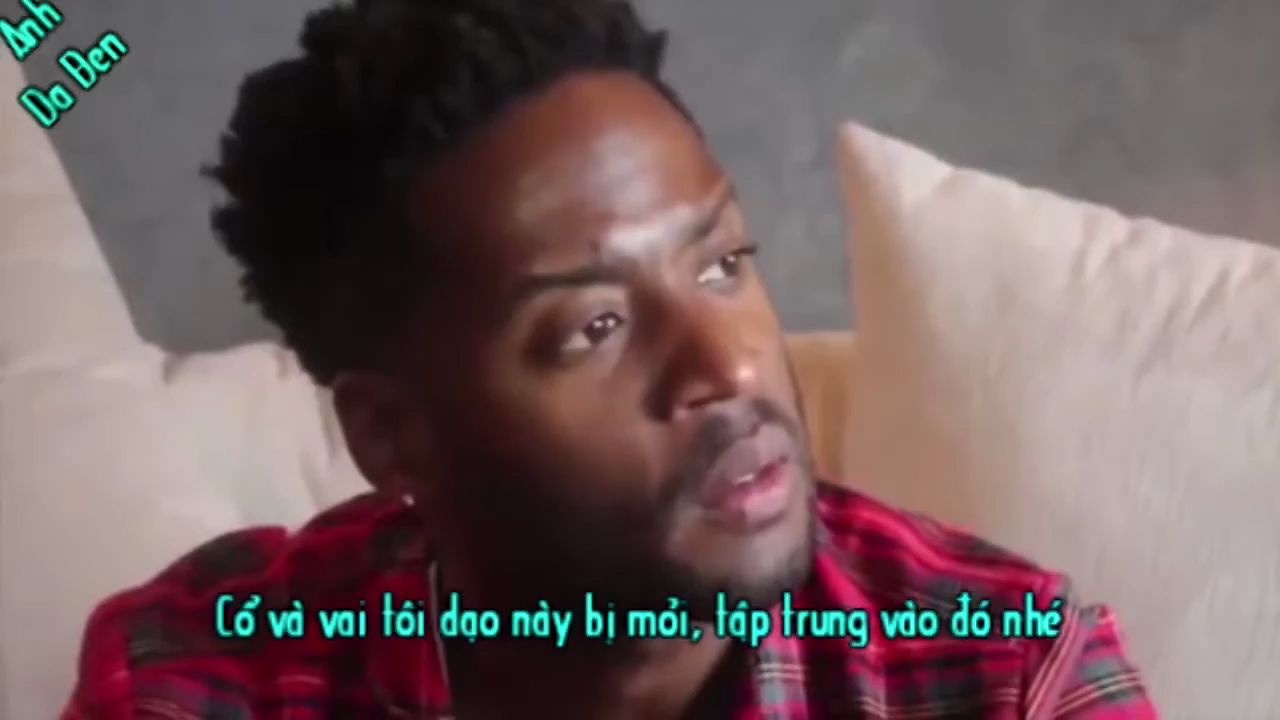 Anh
Da Đen
Cổ và vai tôi dạo này bị mỏi, tập trung vào đó nhé